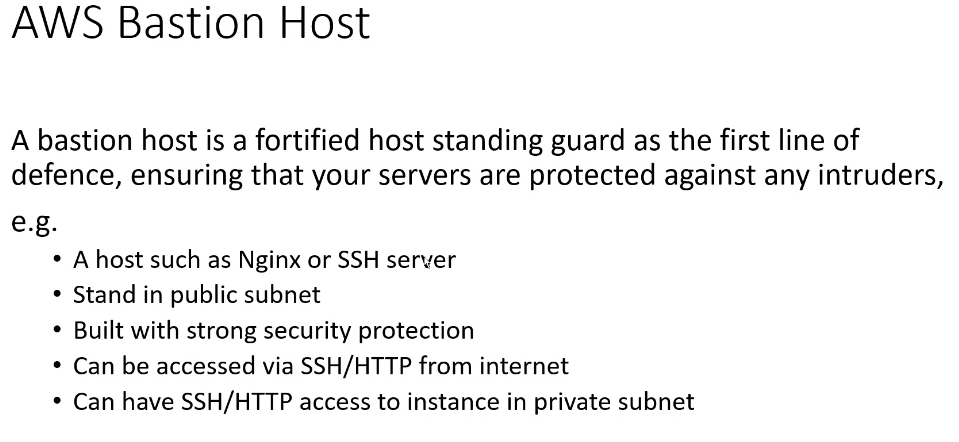 AWS Bastion Host
A bastion host is a fortified host standing guard as the first line of
defence, ensuring that your servers are protected against any intruders,
e.g.
• A host such as Nginx or SSH server
• Stand in public subnet
• Built with strong security protection
• Can be accessed via SSH/HTTP from internet
• Can have SSH/HTTP access to instance in private subnet